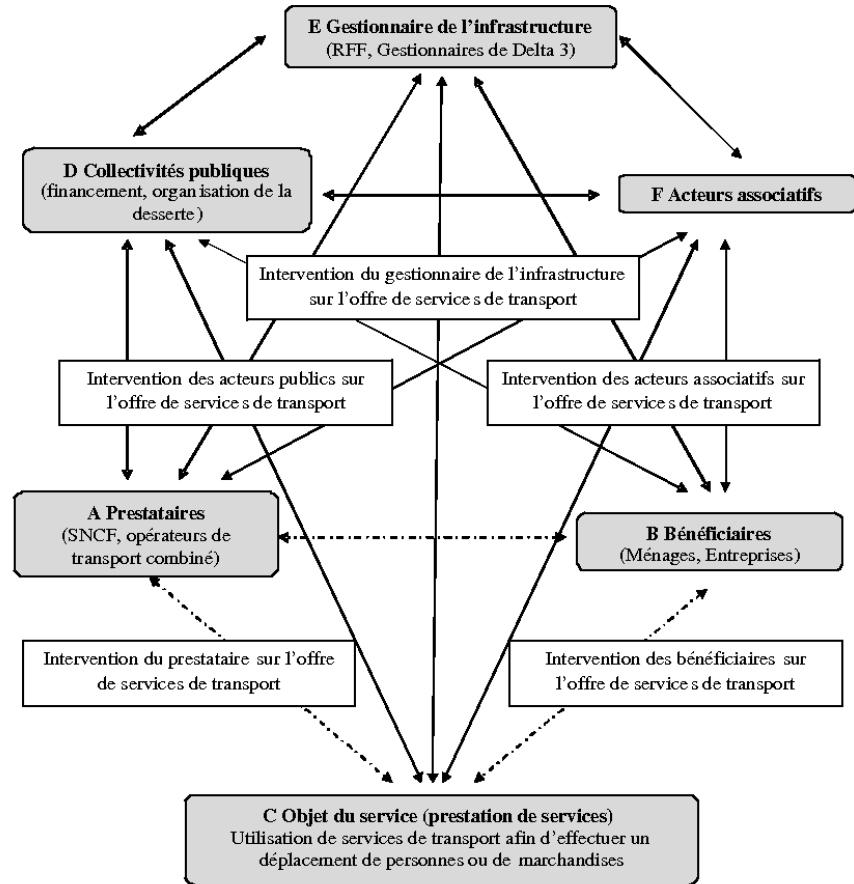 E Gestionnaire de l’infrastructure
(RFF, Gestionnaires de Delta 3)
D Collectivités publiques
(financement, organisation de la
desserte)
F Acteurs associatifs
Intervention du gestionnaire de l’infrastructure
sur l’offre de services de transport
Intervention des acteurs publics sur
l’offre de services de transport
Intervention des acteurs associatifs sur
l’offre de services de transport
A Prestataires
(SNCF, opérateurs de
transport combiné)
B Bénéficiaires
(Ménages, Entreprises)
Intervention du prestataire sur l’offre
de services de transport
Intervention des bénéficiaires sur
l’offre de services de transport
C Objet du service (prestation de services)
Utilisation de services de transport afin d’effectuer un
déplacement de personnes ou de marchandises